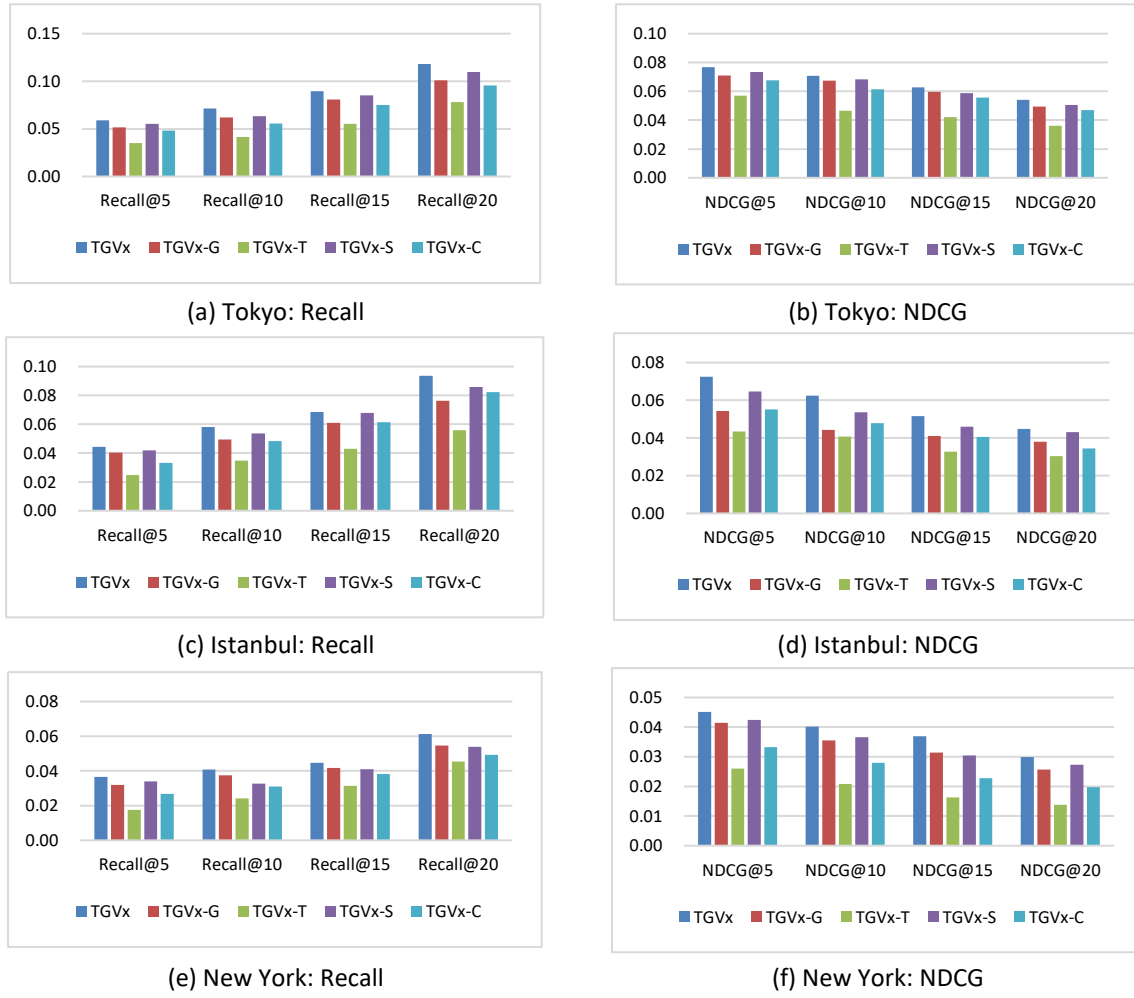 0.15
0.10
0.05
0.00
Recall@5 Recall@10 Recall@15 Recall@20
TGVx TGVx-G TGVx-T TGVx-S TGVx-C
(a) Tokyo: Recall
0.10
0.08
0.06
0.04
0.02
0.00
NDCG@5 NDCG@10 NDCG@15 NDCG@20
TGVx TGVx-G TGVx-T TGVx-S TGVx-C
(b) Tokyo: NDCG
0.10
0.08
0.06
0.04
0.02
0.00
Recall@5 Recall@10 Recall@15 Recall@20
TGVx TGVx-G TGVx-T TGVx-S TGVx-C
(c) Istanbul: Recall
0.08
0.06
0.04
0.02
0.00
NDCG@5 NDCG@10 NDCG@15 NDCG@20
TGVx TGVx-G TGVx-T TGVx-S TGVx-C
(d) Istanbul: NDCG
0.08
0.06
0.04
0.02
0.00
Recall@5 Recall@10 Recall@15 Recall@20
TGVx TGVx-G TGVx-T TGVx-S TGVx-C
(e) New York: Recall
0.05
0.04
0.03
0.02
0.01
0.00
NDCG@5 NDCG@10 NDCG@15 NDCG@20
TGVx TGVx-G TGVx-T TGVx-S TGVx-C
(f) New York: NDCG